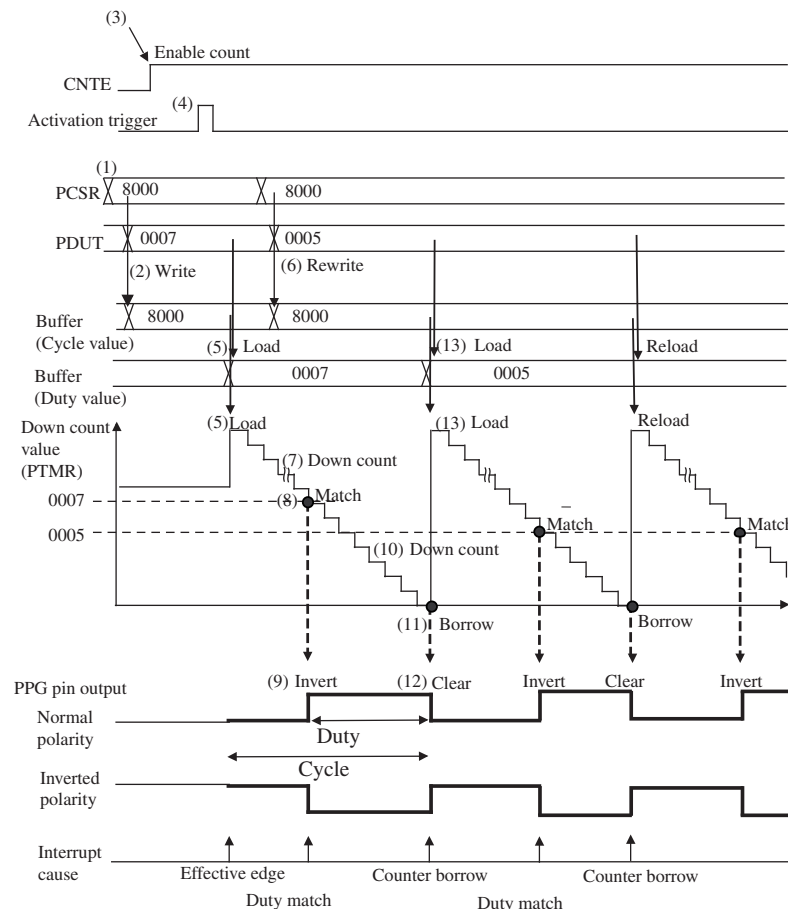 (3)
Enable count
CNTE
(4)
Activation trigger
(1)
PCSR 8000 8000
PDUT 0007 0005
(2) Write (6) Rewrite
Buffer
(Cycle value) 8000 8000
(5) Load (13) Load Reload
Buffer
(Duty value) 0007 0005
Down count
value
(PTMR)
(5) Load (13) Load Reload
(7) Down count
0007 (8) Match
0005 Match Match
(10) Down count
(11) Borrow Borrow
PPG pin output
(9) Invert (12) Clear Invert Clear Invert
Normal
polarity
Duty
Cycle
Inverted
polarity
Interrupt
cause
Effective edge Counter borrow Counter borrow
Duty match Duty match